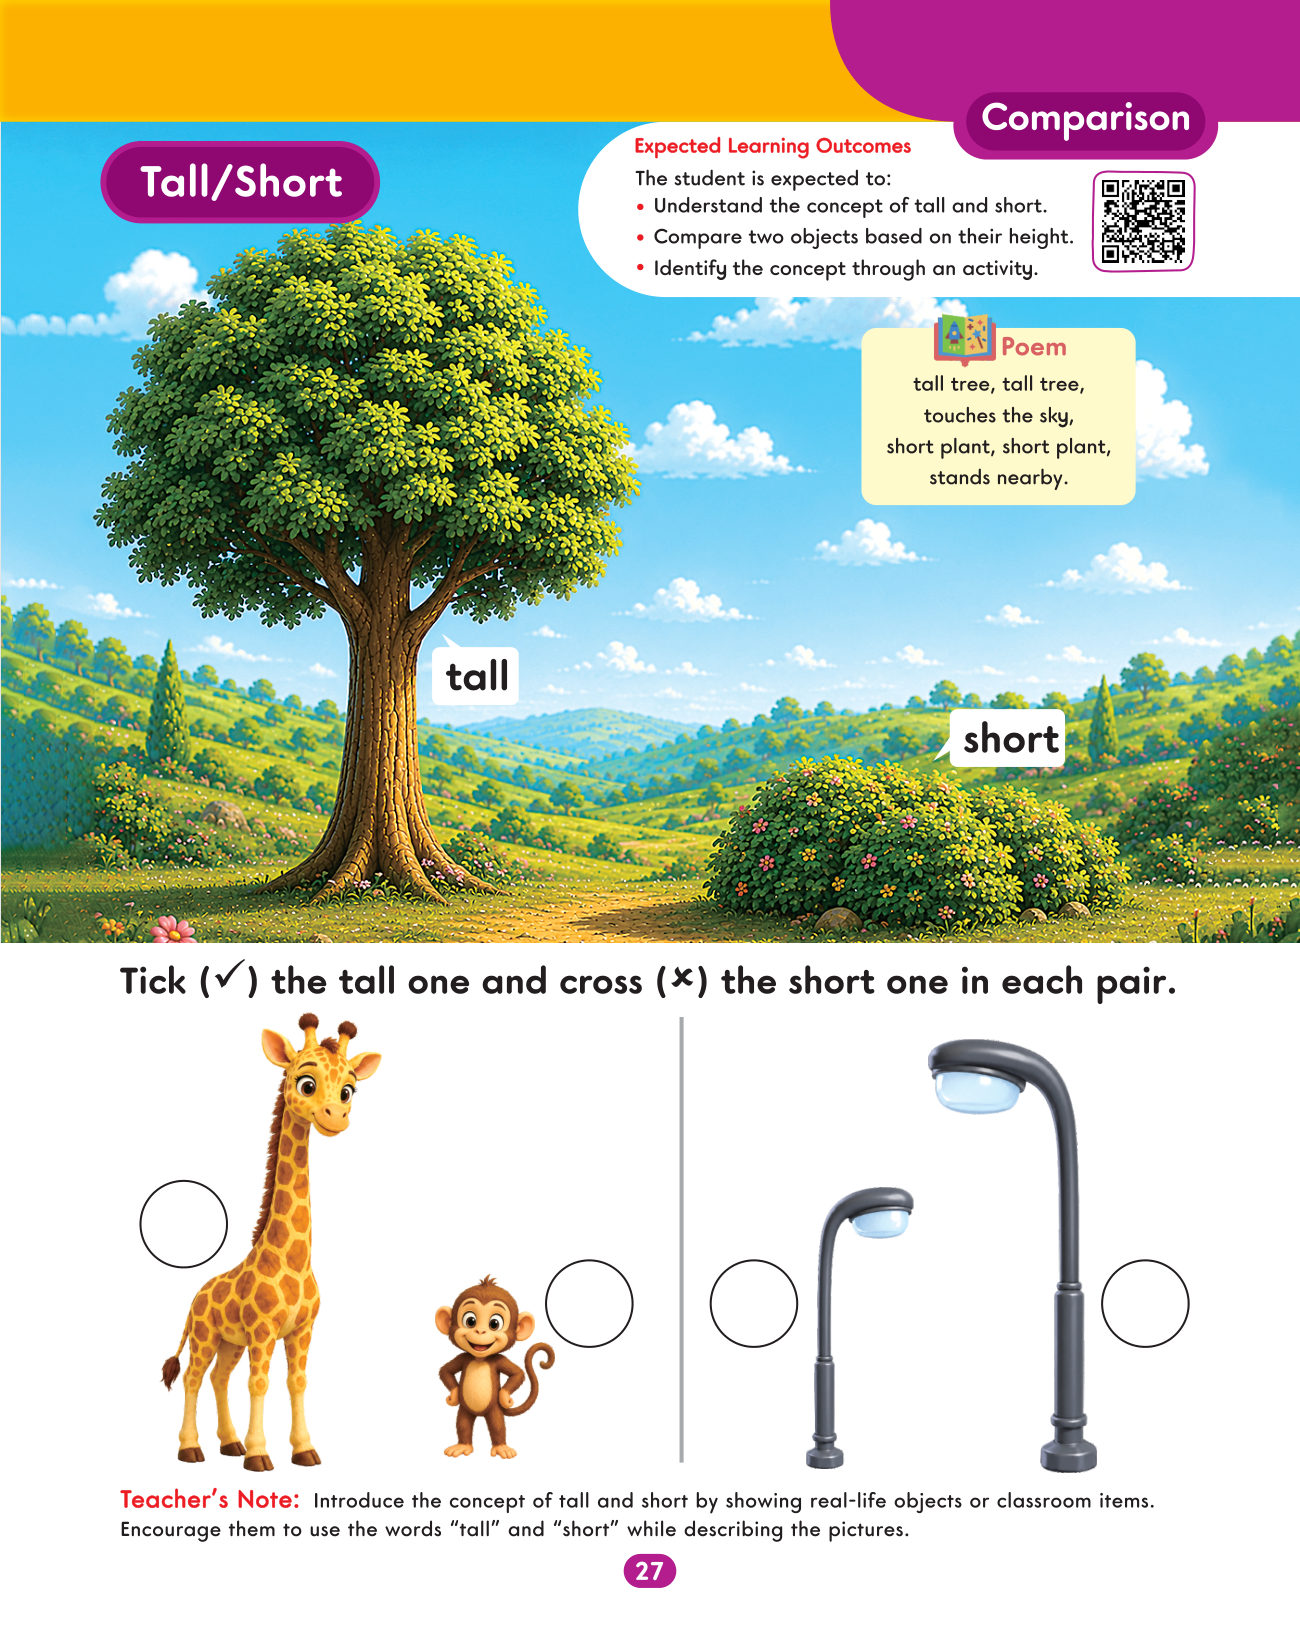 Comparison
Tall/Short
Expected Learning Outcomes
The student is expected to:
• Understand the concept of tall and short.
• Compare two objects based on their height.
• Identify the concept through an activity.
Poem
tall tree, tall tree,
touches the sky,
short plant, short plant,
stands nearby.
tall
short
Tick (✓) the tall one and cross (✗) the short one in each pair.
Teacher's Note: Introduce the concept of tall and short by showing real-life objects or classroom items.
Encourage them to use the words “tall” and “short” while describing the pictures.
27